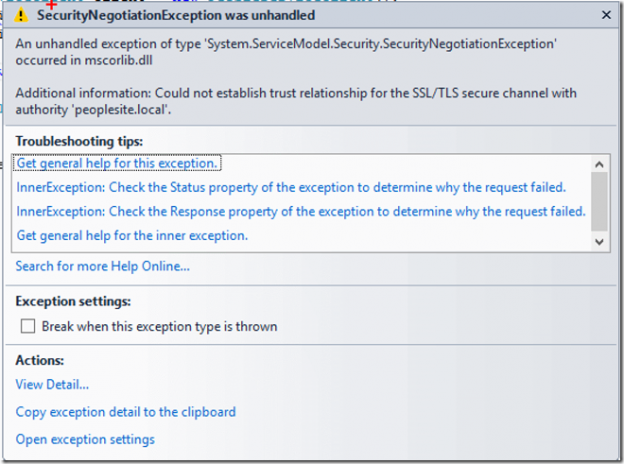 SecurityNegotiationException was unhandled
An unhandled exception of type 'System.ServiceModel.Security.SecurityNegotiationException'
occurred in mscorlib.dll
Additional information: Could not establish trust relationship for the SSL/TLS secure channel with
authority 'peoplesite.local'.
Troubleshooting tips:
Get general help for this exception.
InnerException: Check the Status property of the exception to determine why the request failed.
InnerException: Check the Response property of the exception to determine why the request failed.
Get general help for the inner exception.
Search for more Help Online...
Exception settings:
Break when this exception type is thrown
Actions:
View Detail...
Copy exception detail to the clipboard
Open exception settings